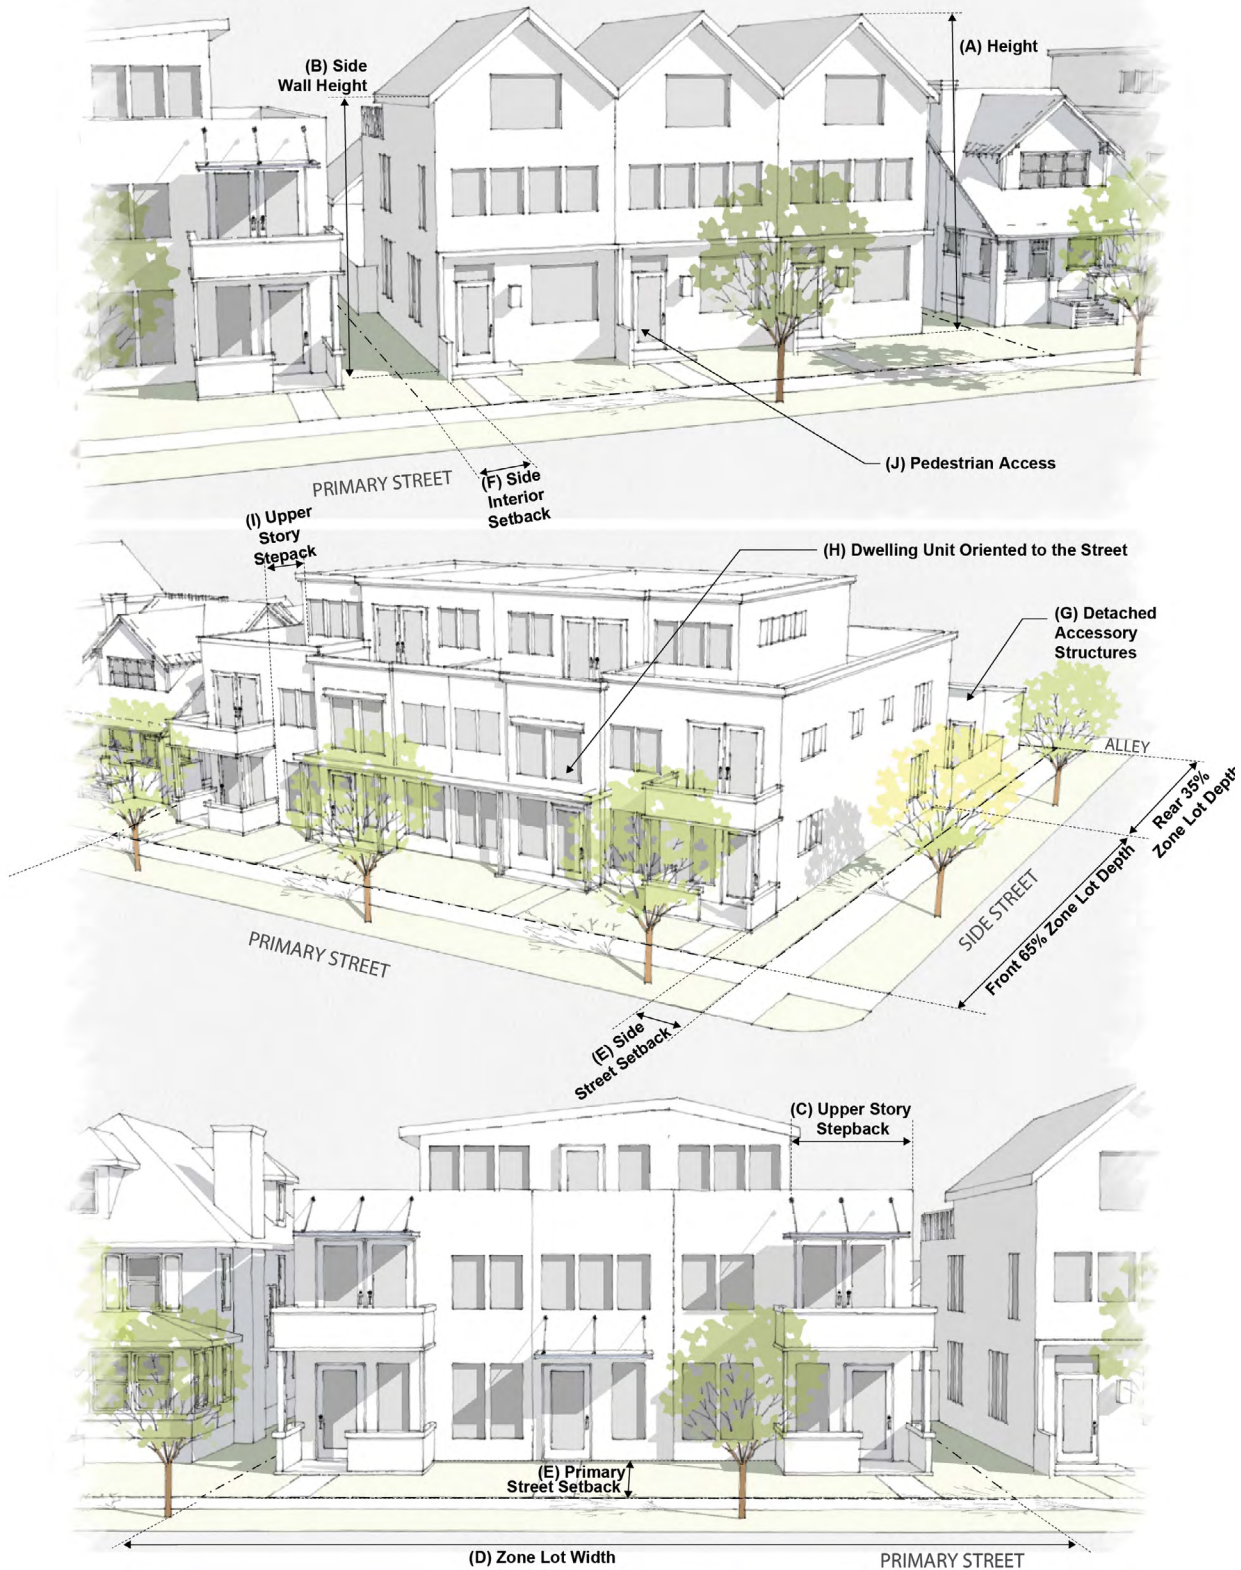 (A) Height
(B) Side
Wall Height
(J) Pedestrian Access
PRIMARY STREET
(F) Side
Interior
Setback
(I) Upper
Story
Stepack
(H) Dwelling Unit Oriented to the Street
(G) Detached
Accessory
Structures
ALLEY
Rear 35%
Zone Lot Depth
SIDE STREET
Front 65% Zone Lot Depth
PRIMARY STREET
(E) Side
Street Setback
(C) Upper Story
Stepback
(E) Primary
Street Setback
(D) Zone Lot Width
PRIMARY STREET